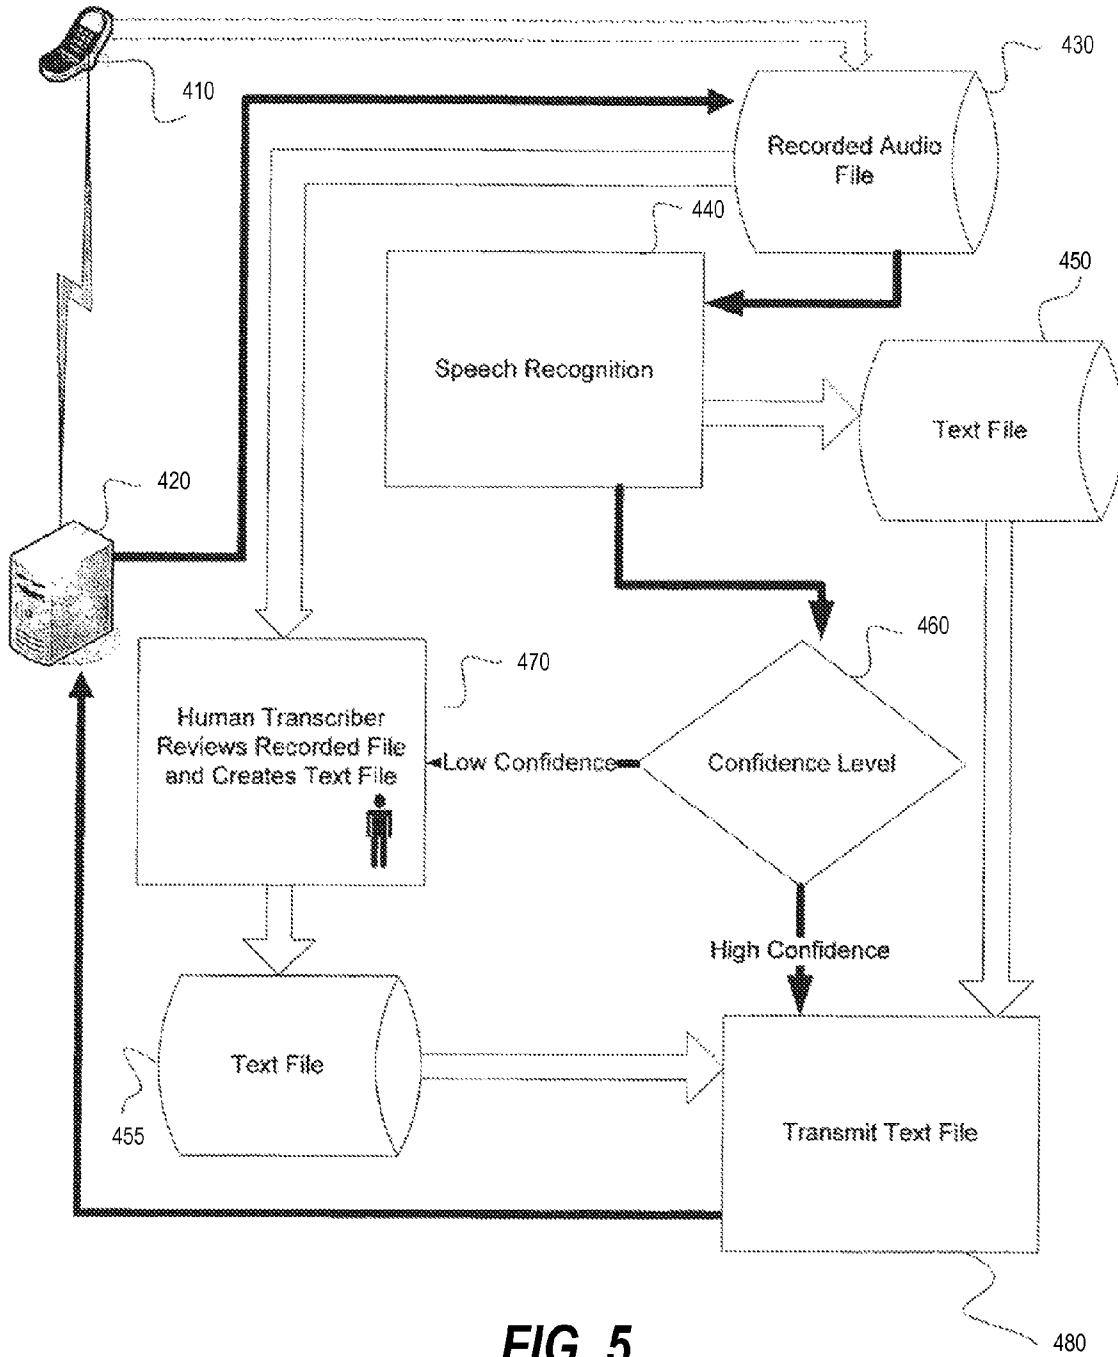 430
410
Recorded Audio
File
440
450
Speech Recognition
Text File
420
460
470
Human Transcriber
Reviews Recorded File
and Creates Text File
Low Confidence
Confidence Level
High Confidence
Text File
455
Transmit Text File
480
FIG. 5